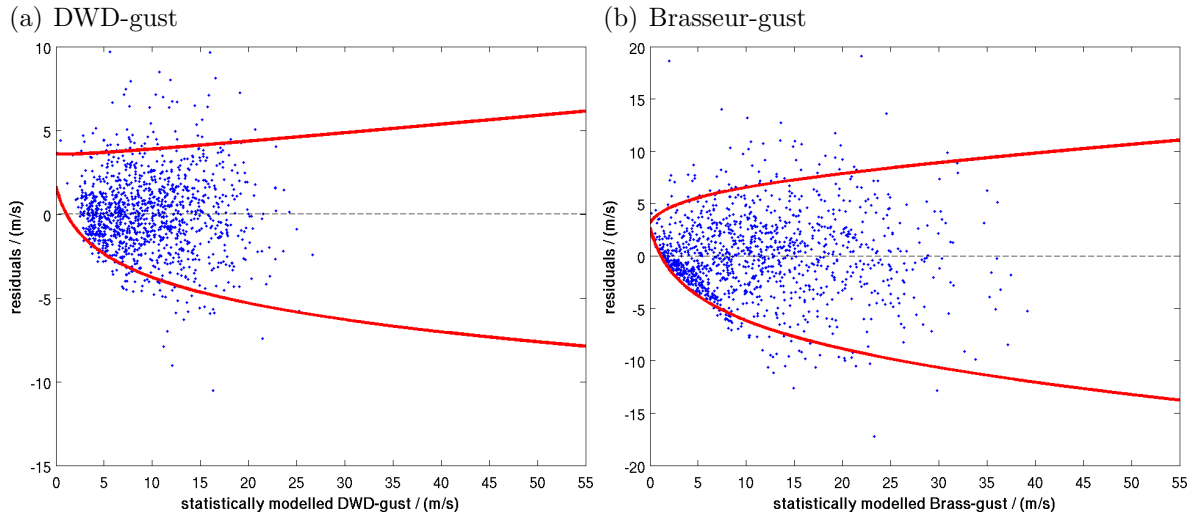 (a) DWD-gust
10
5
0
-5
-10
-15
0 5 10 15 20 25 30 35 40 45 50 55
residuals / (m/s)
statistically modelled DWD-gust / (m/s)
(b) Brasseur-gust
20
15
10
5
0
-5
-10
-15
-20
0 5 10 15 20 25 30 35 40 45 50 55
residuals / (m/s)
statistically modelled Brass-gust / (m/s)